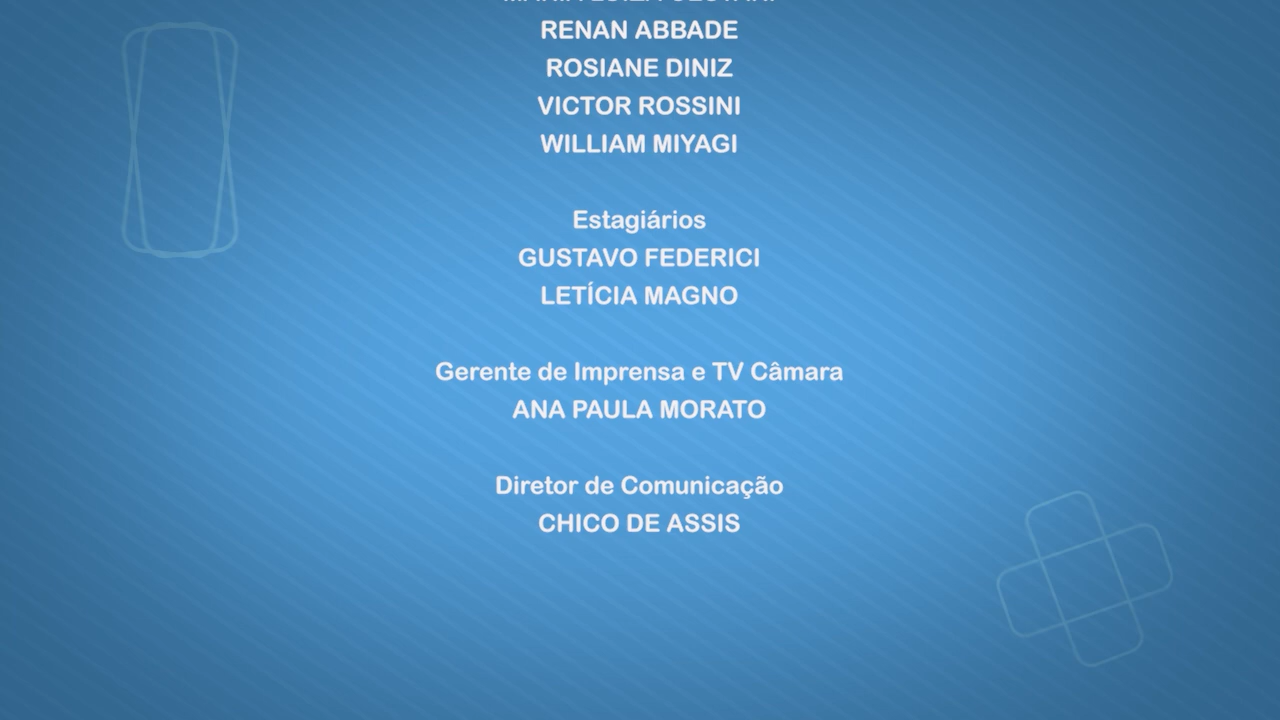 RENAN ABBADE
ROSIANE DINIZ
VICTOR ROSSINI
WILLIAM MIYAGI
Estagiários
GUSTAVO FEDERICI
LETÍCIA MAGNO
Gerente de Imprensa e TV Câmara
ANA PAULA MORATO
Diretor de Comunicação
CHICO DE ASSIS